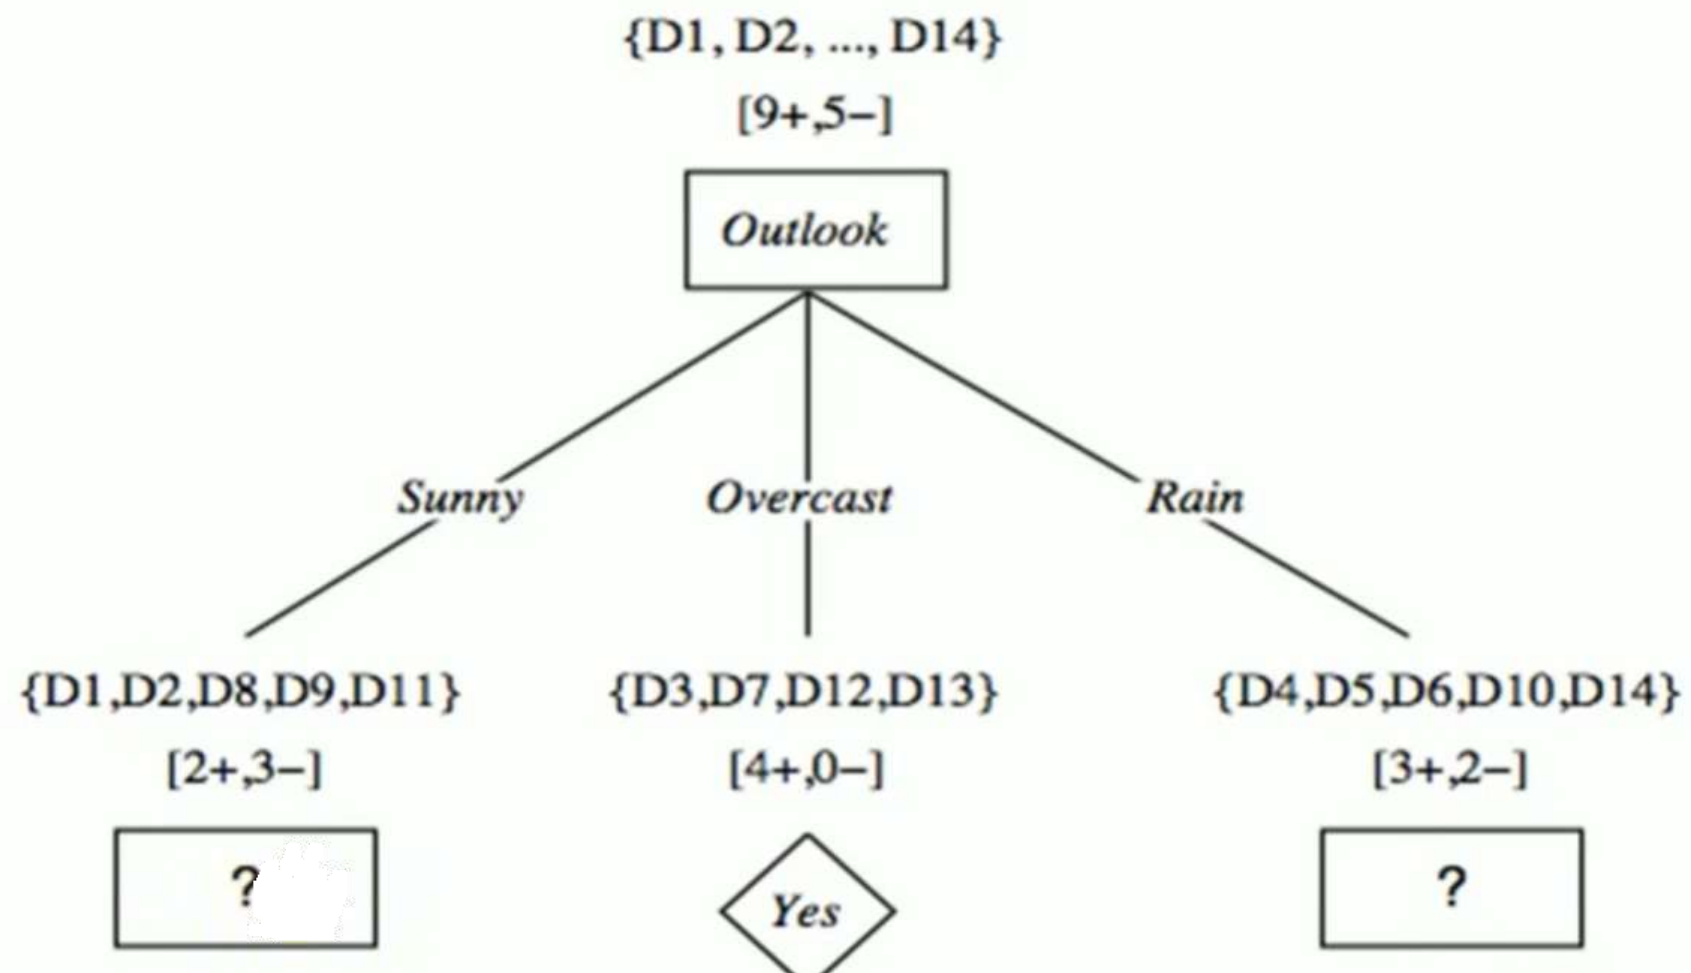 {D1, D2, ..., D14}
[9+,5−]
Outlook
Sunny
Overcast
Rain
{D1,D2,D8,D9,D11}
{D3,D7,D12,D13}
{D4,D5,D6,D10,D14}
[2+,3−]
[4+,0−]
[3+,2−]
?
Yes
?